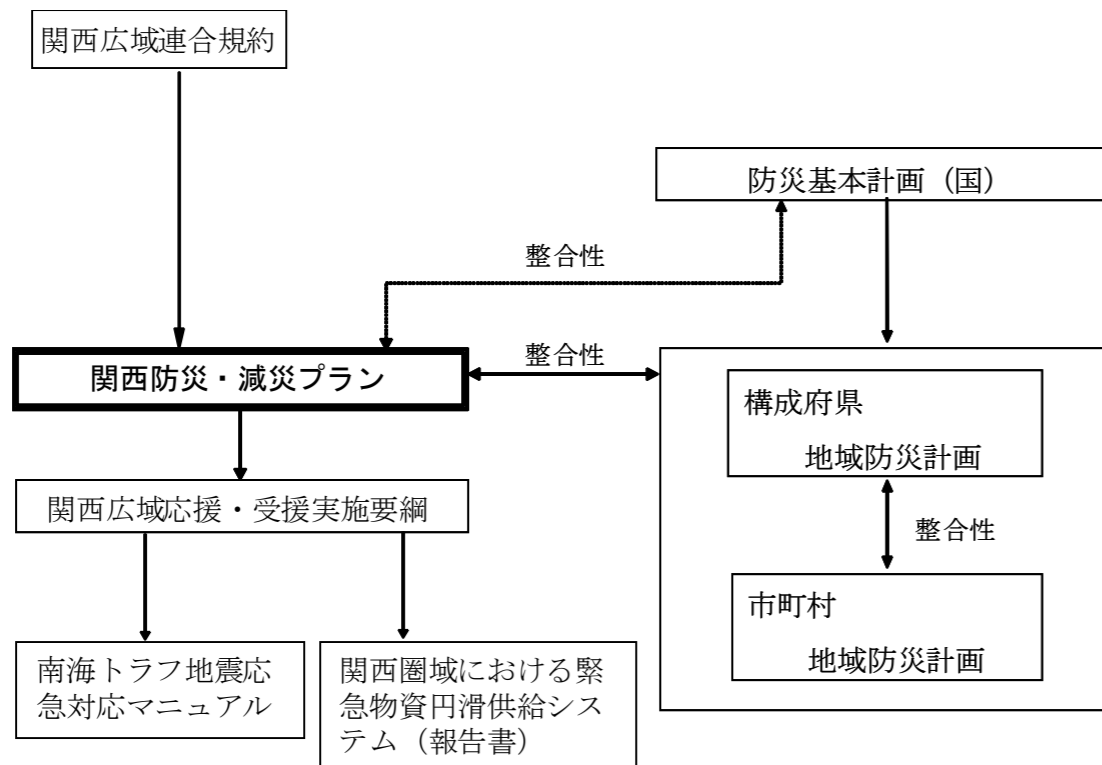 関西広域連合規約
防災基本計画（国）
整合性
関西防災・減災プラン
整合性
構成府県
地域防災計画
関西広域応援・受援実施要綱
整合性
市町村
地域防災計画
南海トラフ地震応
急対応マニュアル
関西圏域における緊
急物資円滑供給シス
テム（報告書）